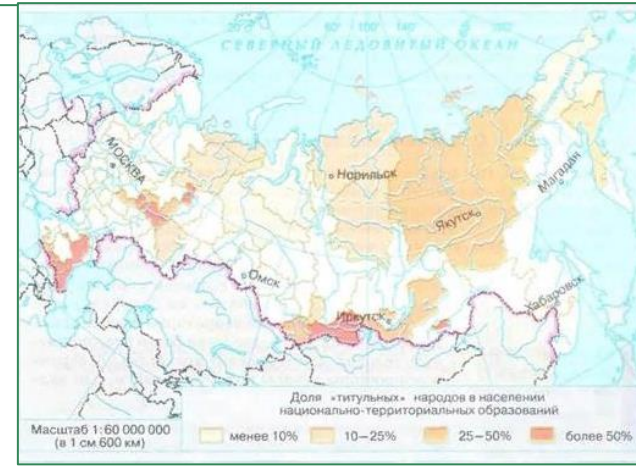 СЕВЕРНЫЙ ЛЕДОВИТЫЙ ОКЕАН
МОСКВА
Норильск
Магадан
Якутск
Омск
Иркутск
Хабаровск
Доля «титульных» народов в населении
национально-территориальных образований
Масштаб 1:60 000 000
(в 1 см 600 км)
менее 10%
10—25%
25—50%
более 50%